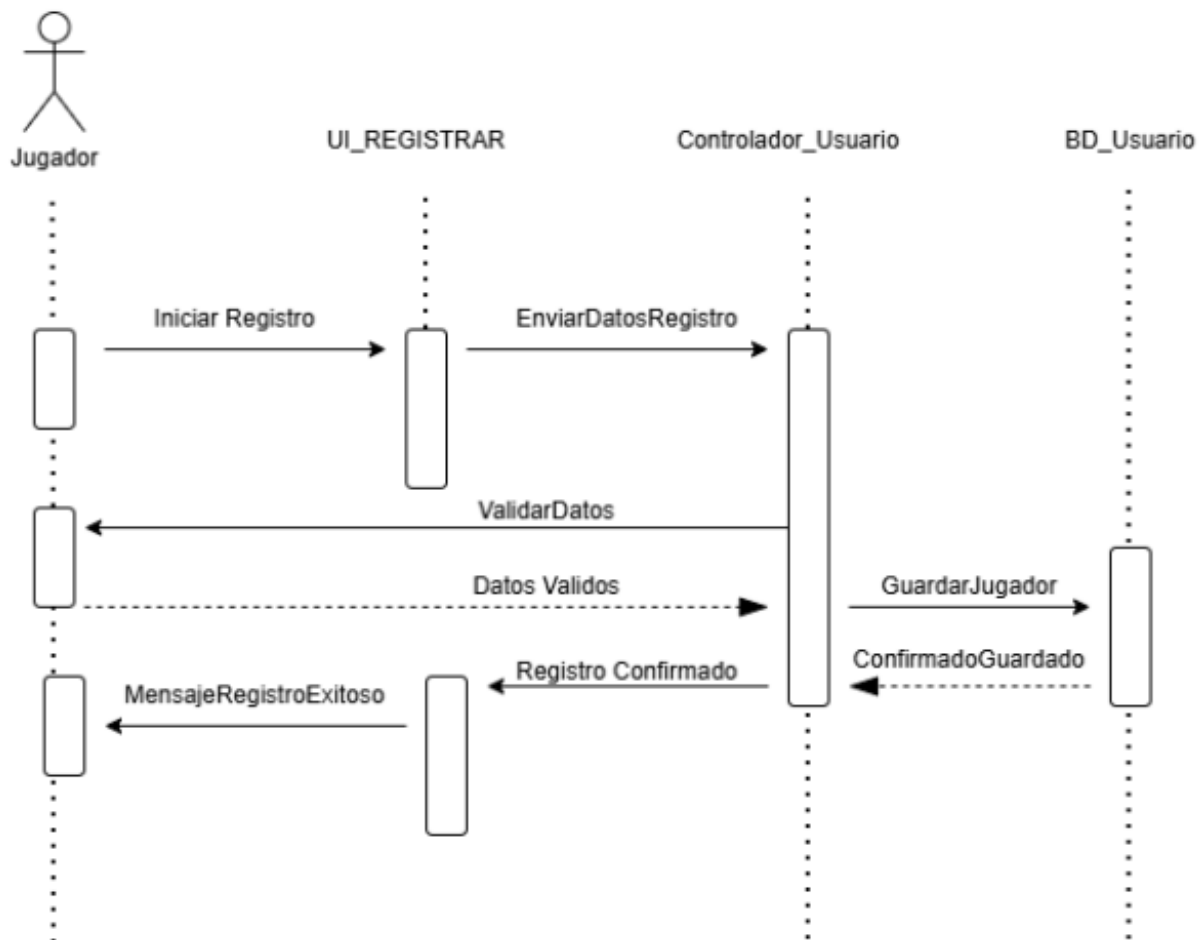 Jugador
UI_REGISTRAR
Controlador_Usuario
BD_Usuario
Iniciar Registro
EnviarDatosRegistro
ValidarDatos
Datos Validos
GuardarJugador
ConfirmadoGuardado
Registro Confirmado
MensajeRegistroExitoso